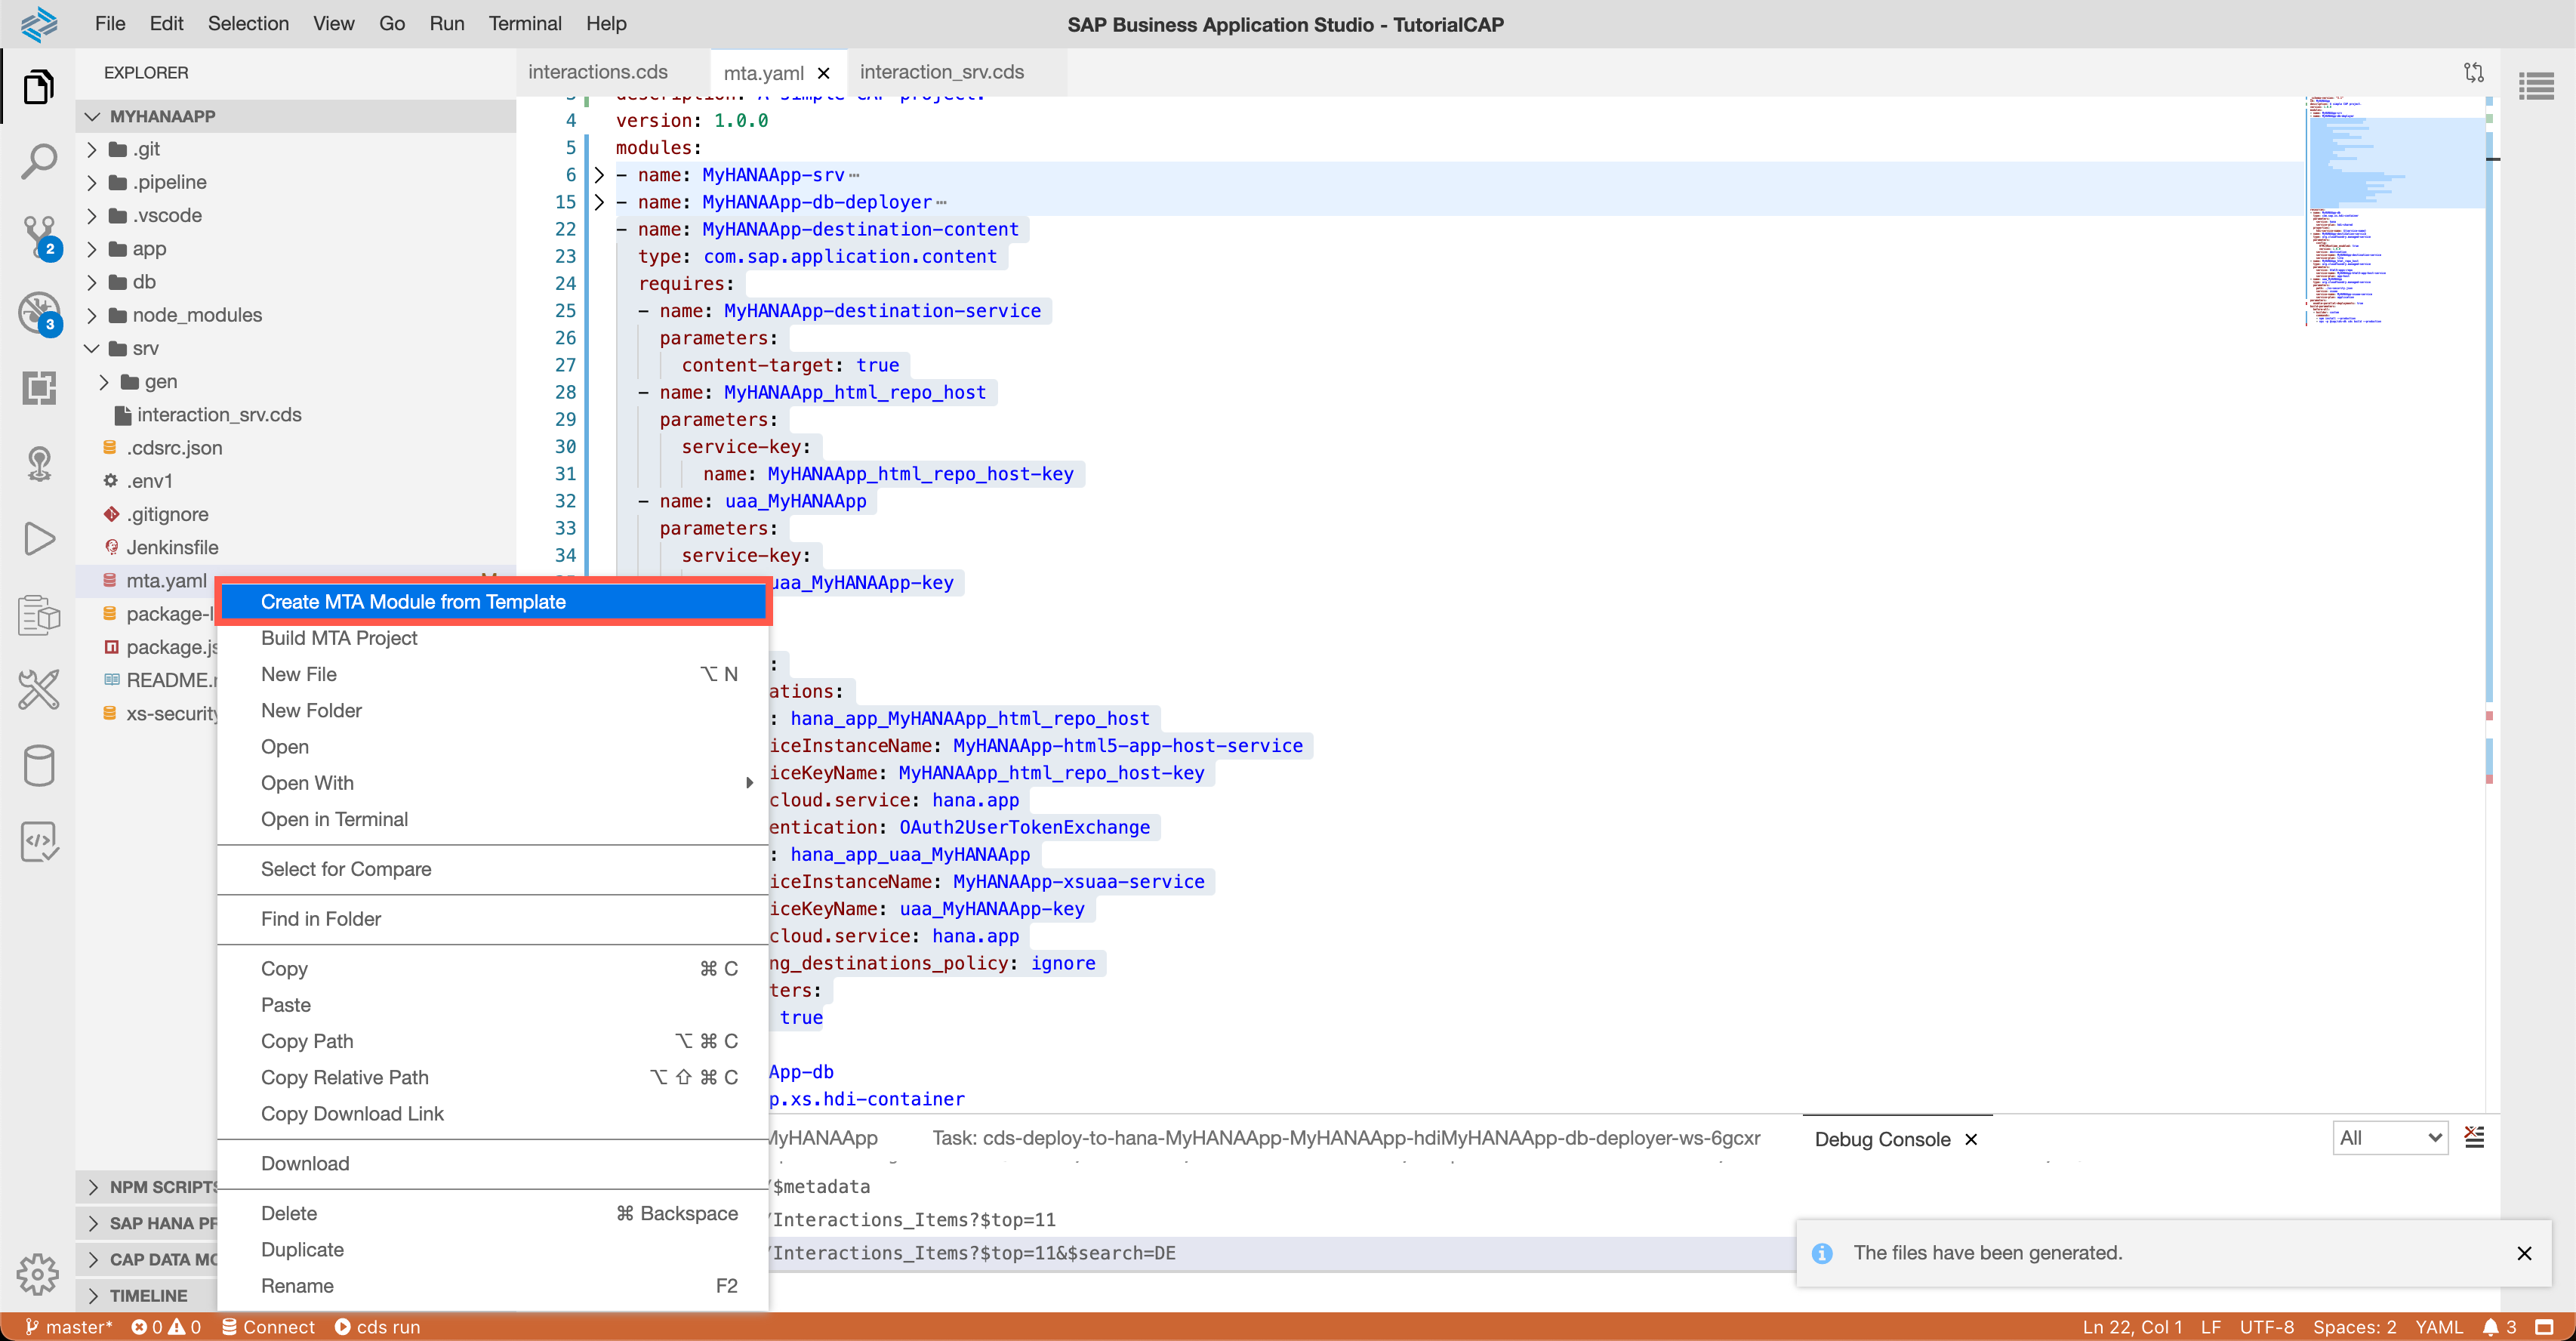 File Edit Selection View Go Run Terminal Help
SAP Business Application Studio - TutorialCAP
EXPLORER
MYHANAAPP
.git
.pipeline
.vscode
app
db
node_modules
srv
gen
interaction_srv.cds
.cdsrc.json
.env1
.gitignore
Jenkinsfile
mta.yaml
package-l
package.js
README.
xs-security
NPM SCRIPTS
SAP HANA PR
CAP DATA MO
TIMELINE
2
3
interactions.cds mta.yaml interaction_srv.cds
description: A simple CAP project.
4 version: 1.0.0
5 modules:
6 - name: MyHANAApp-srv…
15 - name: MyHANAApp-db-deployer…
22 - name: MyHANAApp-destination-content
23 type: com.sap.application.content
24 requires:
25 - name: MyHANAApp-destination-service
26 parameters:
27 content-target: true
28 - name: MyHANAApp_html_repo_host
29 parameters:
30 service-key:
31 name: MyHANAApp_html_repo_host-key
32 - name: uaa_MyHANAApp
33 parameters:
34 service-key:
uaa_MyHANAApp-key
:
ations:
: hana_app_MyHANAApp_html_repo_host
iceInstanceName: MyHANAApp-html5-app-host-service
iceKeyName: MyHANAApp_html_repo_host-key
cloud.service: hana.app
entication: OAuth2UserTokenExchange
: hana_app_uaa_MyHANAApp
iceInstanceName: MyHANAApp-xsuaa-service
iceKeyName: uaa_MyHANAApp-key
cloud.service: hana.app
ng_destinations_policy: ignore
ters:
true
App-db
p.xs.hdi-container
Create MTA Module from Template
Build MTA Project
New File ⌥ N
New Folder
Open
Open With
Open in Terminal
Select for Compare
Find in Folder
Copy ⌘ C
Paste
Copy Path ⌥ ⌘ C
Copy Relative Path ⌥ ⇧ ⌘ C
Copy Download Link
Download
Delete ⌘ Backspace
Duplicate
Rename F2
MyHANAApp Task: cds-deploy-to-hana-MyHANAApp-MyHANAApp-hdiMyHANAApp-db-deployer-ws-6gcxr Debug Console All
/$metadata
/Interactions_Items?$top=11
/Interactions_Items?$top=11&$search=DE
The files have been generated.
master* 0 0 Connect cds run
Ln 22, Col 1 LF UTF-8 Spaces: 2 YAML 3